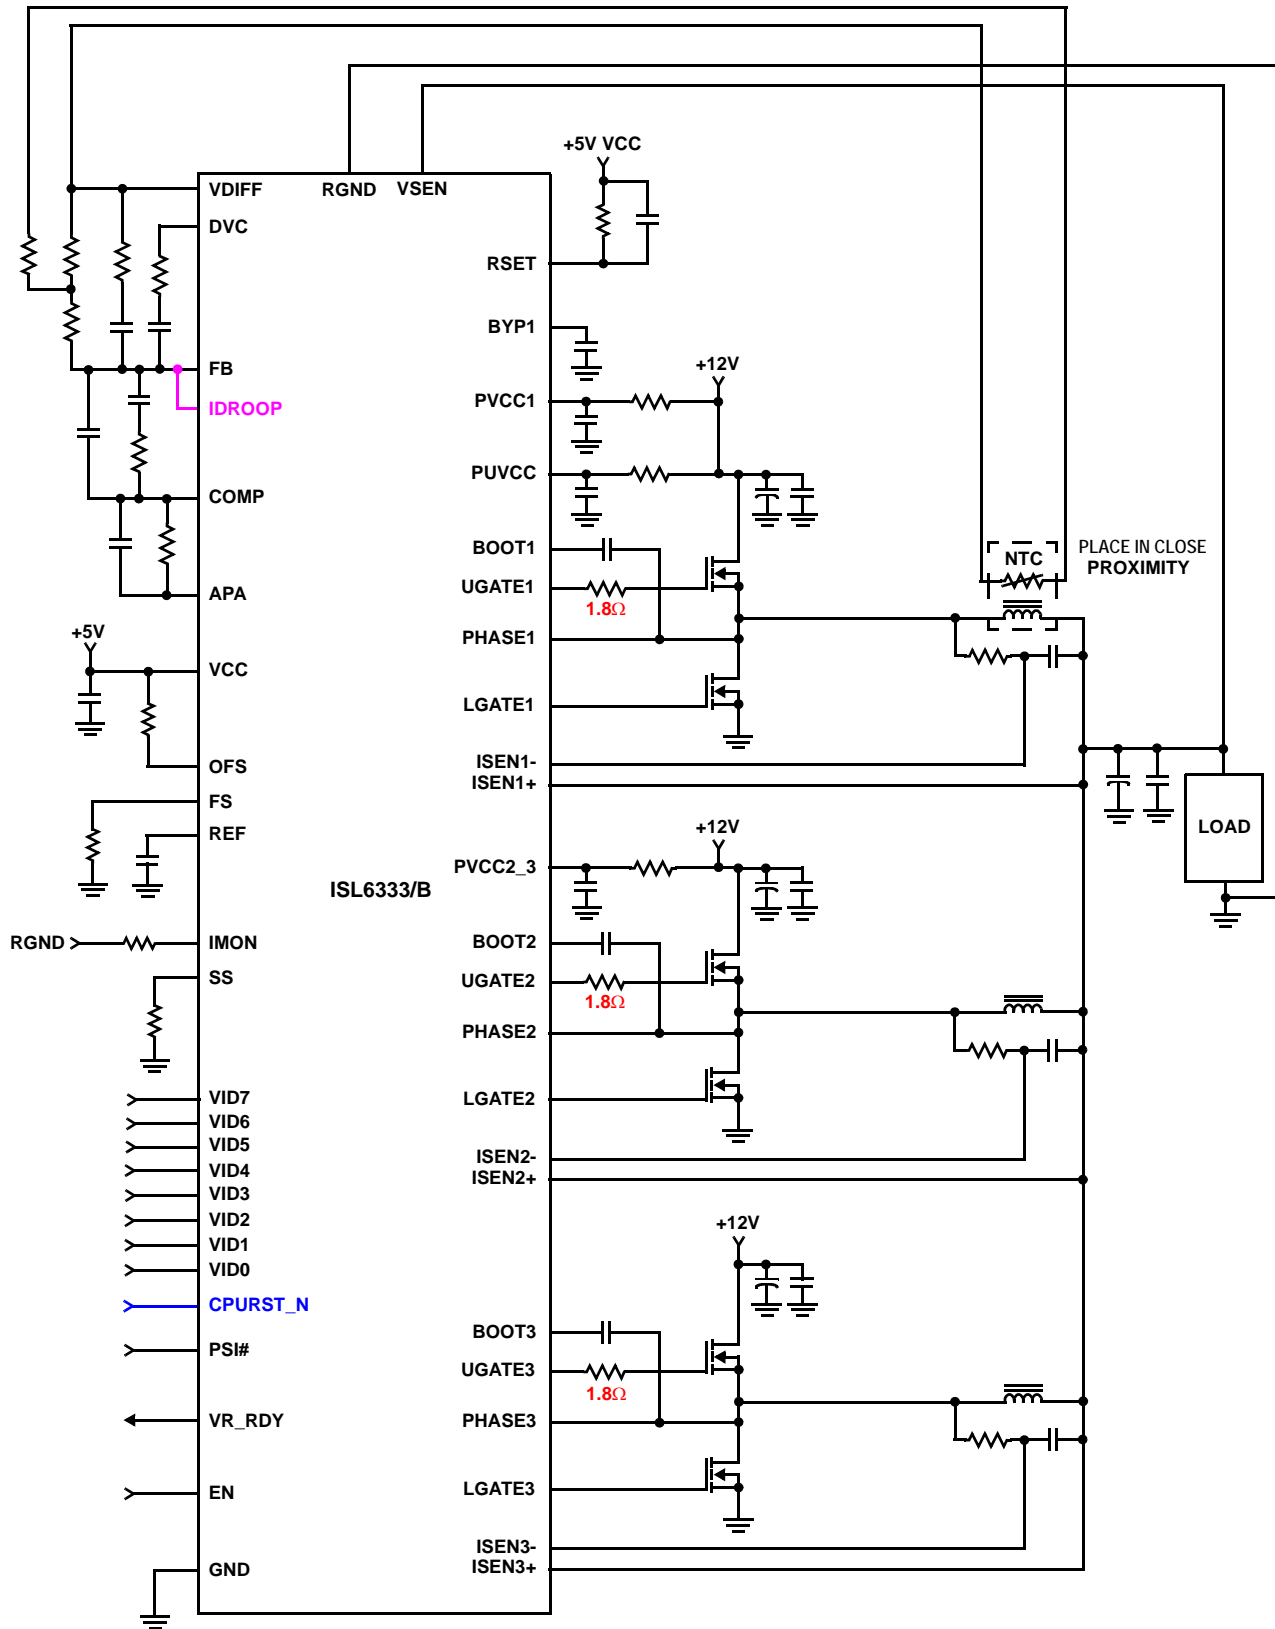 +5V VCC
VDIFF
RGND
VSEN
DVC
RSET
BYP1
+12V
FB
PVCC1
IDROOP
PUVCC
COMP
BOOT1
NTC
PLACE IN CLOSE
PROXIMITY
UGATE1
1.8Ω
APA
+5V
PHASE1
VCC
LGATE1
OFS
ISEN1-
ISEN1+
FS
REF
+12V
LOAD
PVCC2_3
ISL6333/B
RGND
IMON
BOOT2
SS
UGATE2
1.8Ω
PHASE2
VID7
LGATE2
VID6
VID5
ISEN2-
VID4
ISEN2+
VID3
VID2
+12V
VID1
VID0
CPURST_N
BOOT3
PSI#
UGATE3
1.8Ω
VR_RDY
PHASE3
EN
LGATE3
ISEN3-
GND
ISEN3+